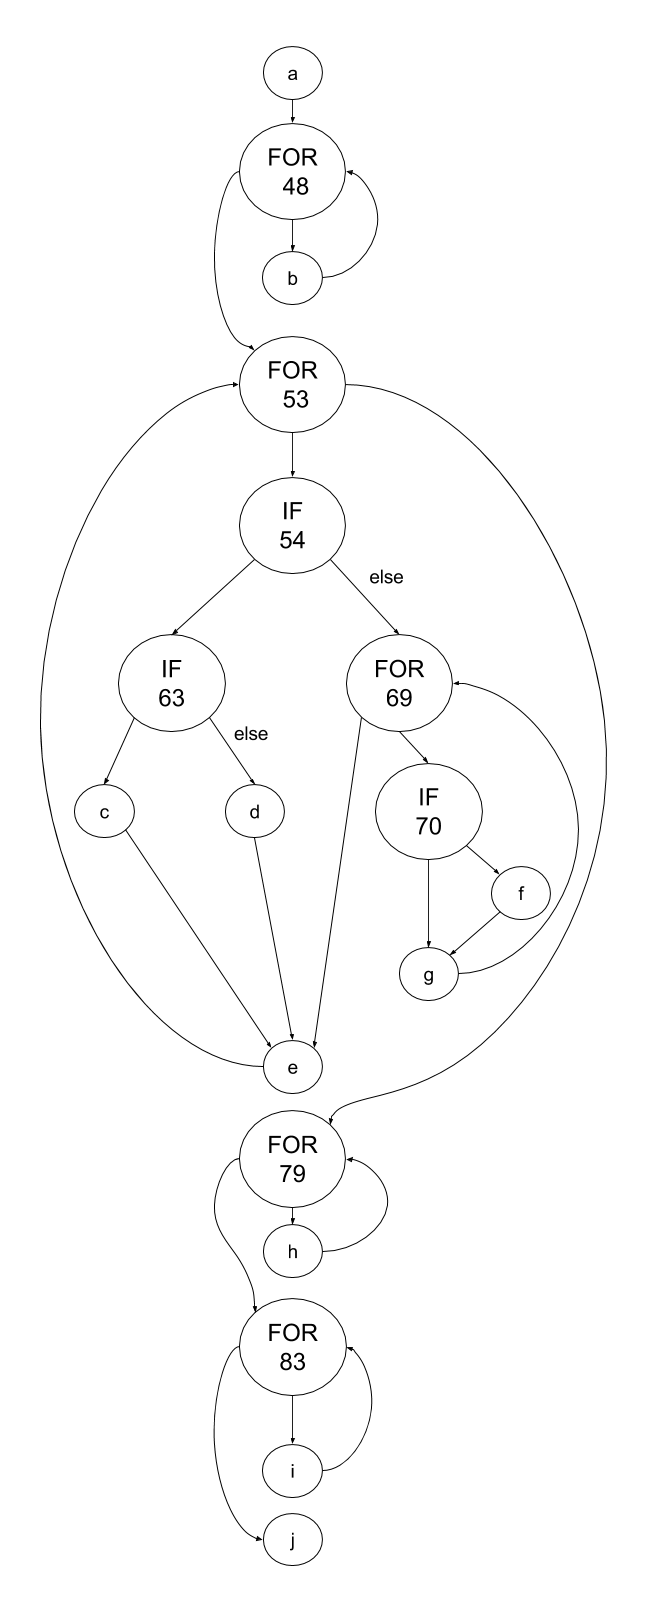 a
FOR
48
b
FOR
53
IF
54
else
IF
63
FOR
69
else
c
d
IF
70
f
g
e
FOR
79
h
FOR
83
i
j